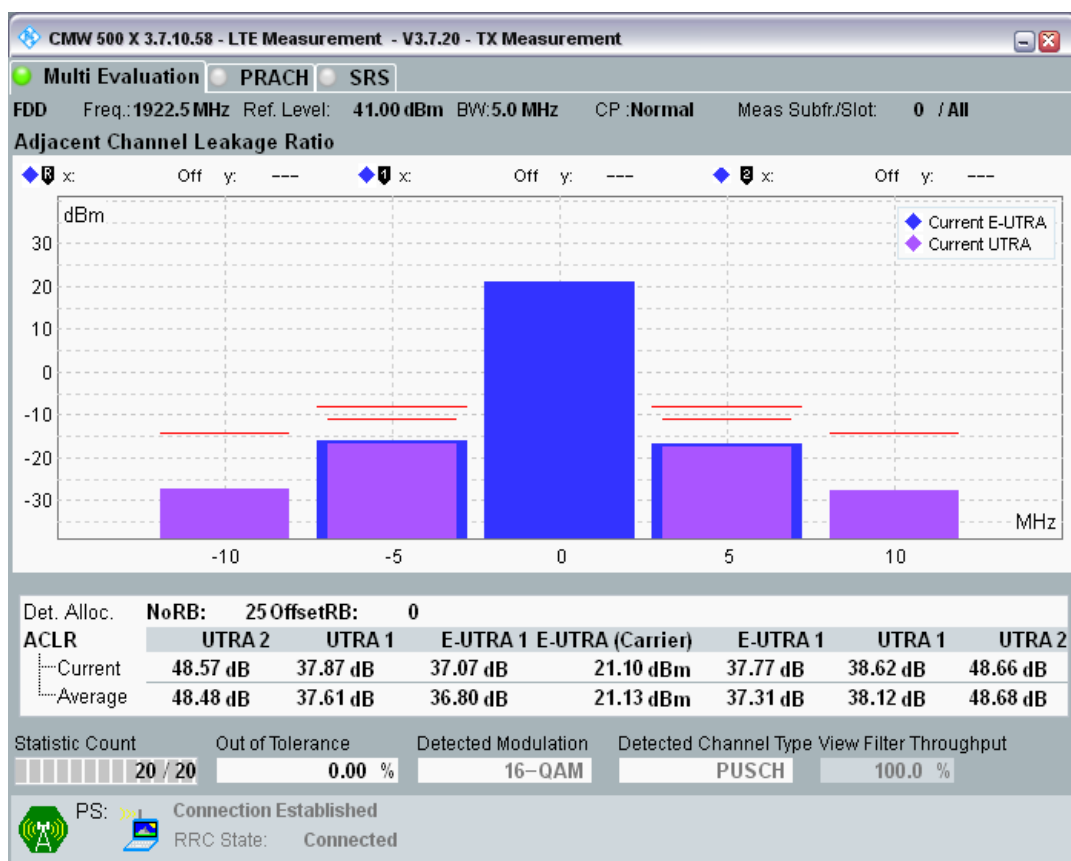 CMW 500 X 3.7.10.58 - LTE Measurement - V3.7.20 - TX Measurement
Multi Evaluation PRACH SRS
FDD Freq.: 1922.5 MHz Ref. Level: 41.00 dBm BW: 5.0 MHz CP : Normal Meas Subfr./Slot: 0 / All
Adjacent Channel Leakage Ratio
R x: Off y: --- 1 x: Off y: --- 2 x: Off y: ---
dBm
Current E-UTRA
Current UTRA
30
20
10
0
-10
-20
-30
MHz
-10 -5 0 5 10
Det. Alloc. NoRB: 25 OffsetRB: 0
ACLR UTRA 2 UTRA 1 E-UTRA 1 E-UTRA (Carrier) E-UTRA 1 UTRA 1 UTRA 2
Current 48.57 dB 37.87 dB 37.07 dB 21.10 dBm 37.77 dB 38.62 dB 48.66 dB
Average 48.48 dB 37.61 dB 36.80 dB 21.13 dBm 37.31 dB 38.12 dB 48.68 dB
Statistic Count Out of Tolerance Detected Modulation Detected Channel Type View Filter Throughput
20 / 20 0.00 % 16-QAM PUSCH 100.0 %
PS: Connection Established
RRC State: Connected